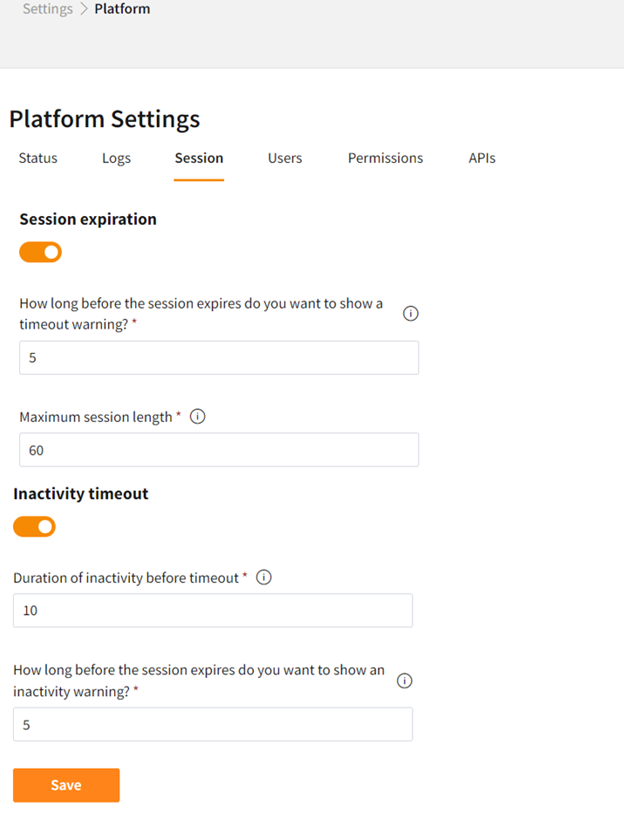 Settings > Platform
Platform Settings
Status Logs Session Users Permissions APIs
Session expiration
How long before the session expires do you want to show a
timeout warning? *
5
Maximum session length *
60
Inactivity timeout
Duration of inactivity before timeout *
10
How long before the session expires do you want to show an
inactivity warning? *
5
Save